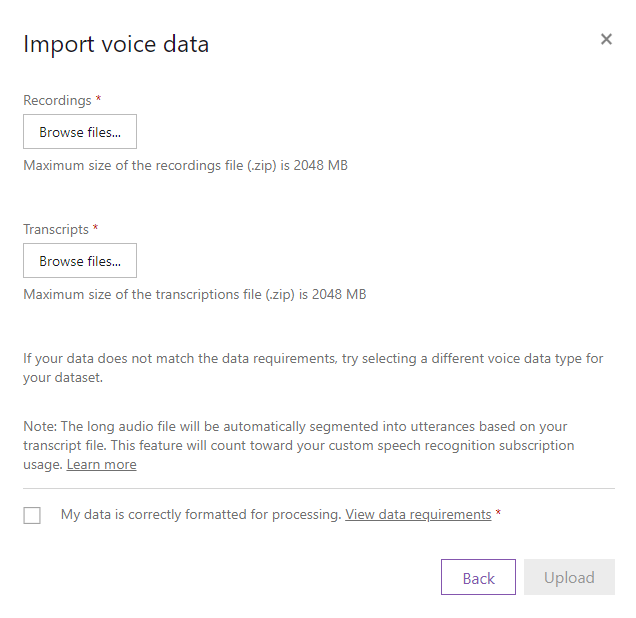 Import voice data
Recordings *
Browse files...
Maximum size of the recordings file (.zip) is 2048 MB
Transcripts *
Browse files...
Maximum size of the transcriptions file (.zip) is 2048 MB
If your data does not match the data requirements, try selecting a different voice data type for
your dataset.
Note: The long audio file will be automatically segmented into utterances based on your
transcript file. This feature will count toward your custom speech recognition subscription
usage. Learn more
My data is correctly formatted for processing. View data requirements *
Back Upload